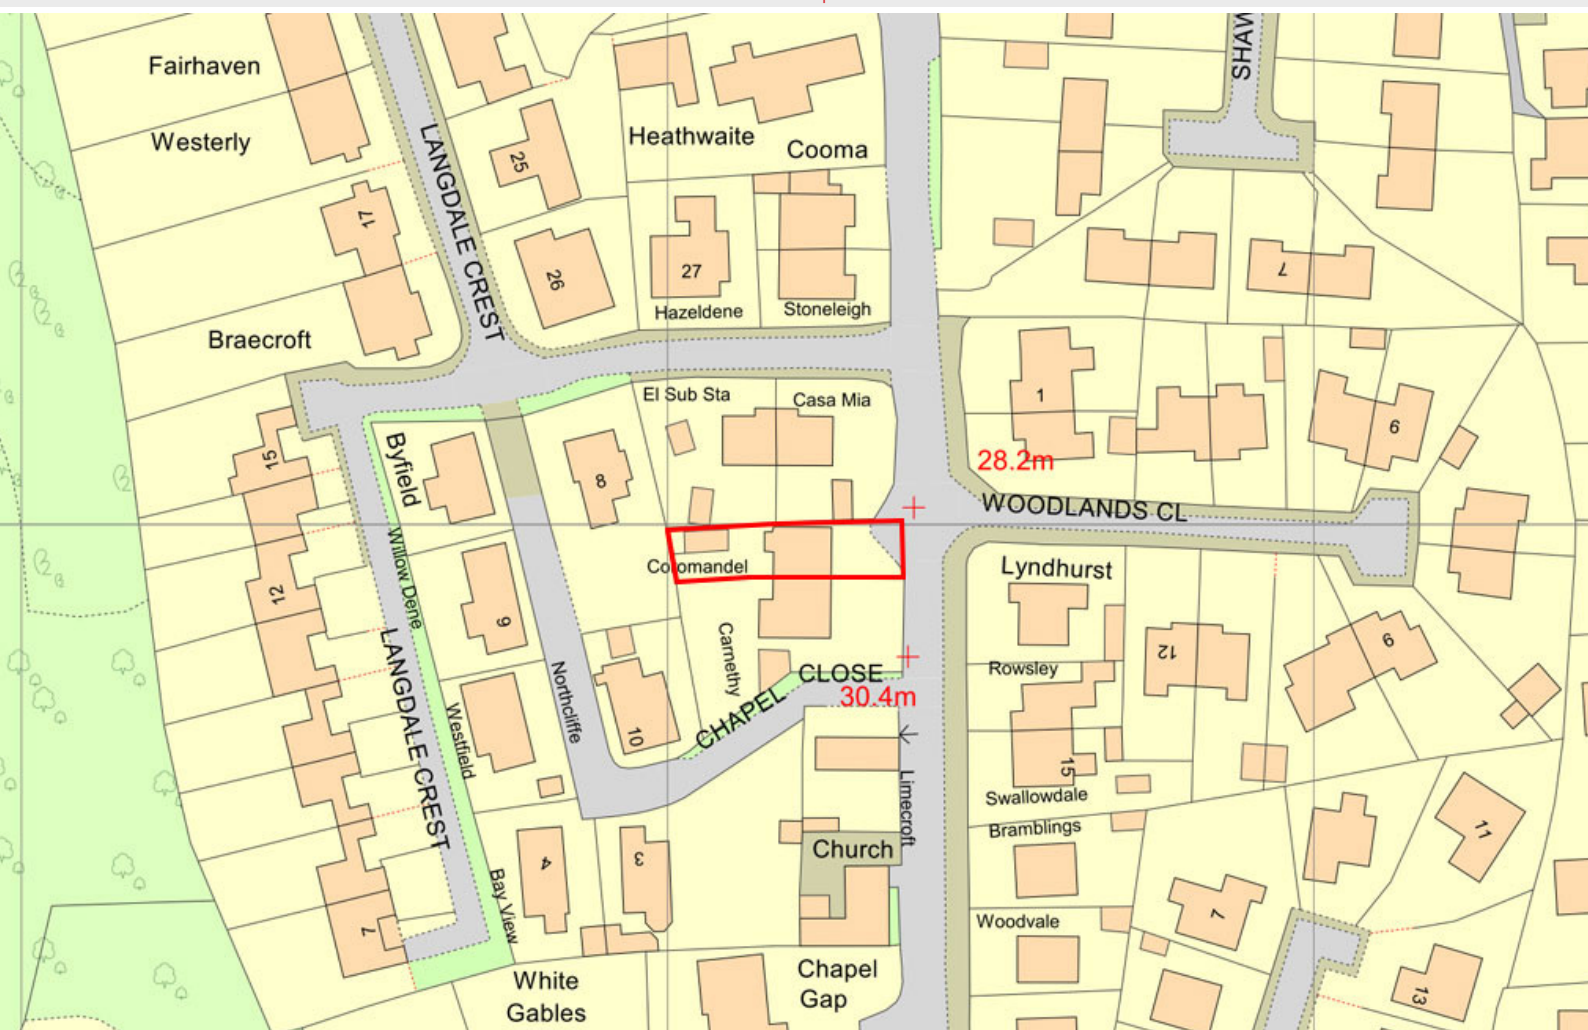 SHAW
Fairhaven
Westerly
Heathwaite
Cooma
LANGDALE CREST
25
17
26
27
7
Hazeldene
Stoneleigh
Braecroft
El Sub Sta
Casa Mia
1
6
28.2m
WOODLANDS CL
Byfield
15
8
Willow Dene
Coromandel
Lyndhurst
12
9
Carnethy
12
9
Rowsley
CHAPEL CLOSE
30.4m
LANGDALE CREST
Northcliffe
Westfield
10
15
Limecroft
Swallowdale
Bramblings
11
Church
4
3
Bay View
7
7
Woodvale
White
Gables
Chapel
Gap
13